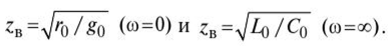 z_в = √(r₀ / g₀) (ω=0) и z_в = √(L₀ / C₀) (ω=∞).